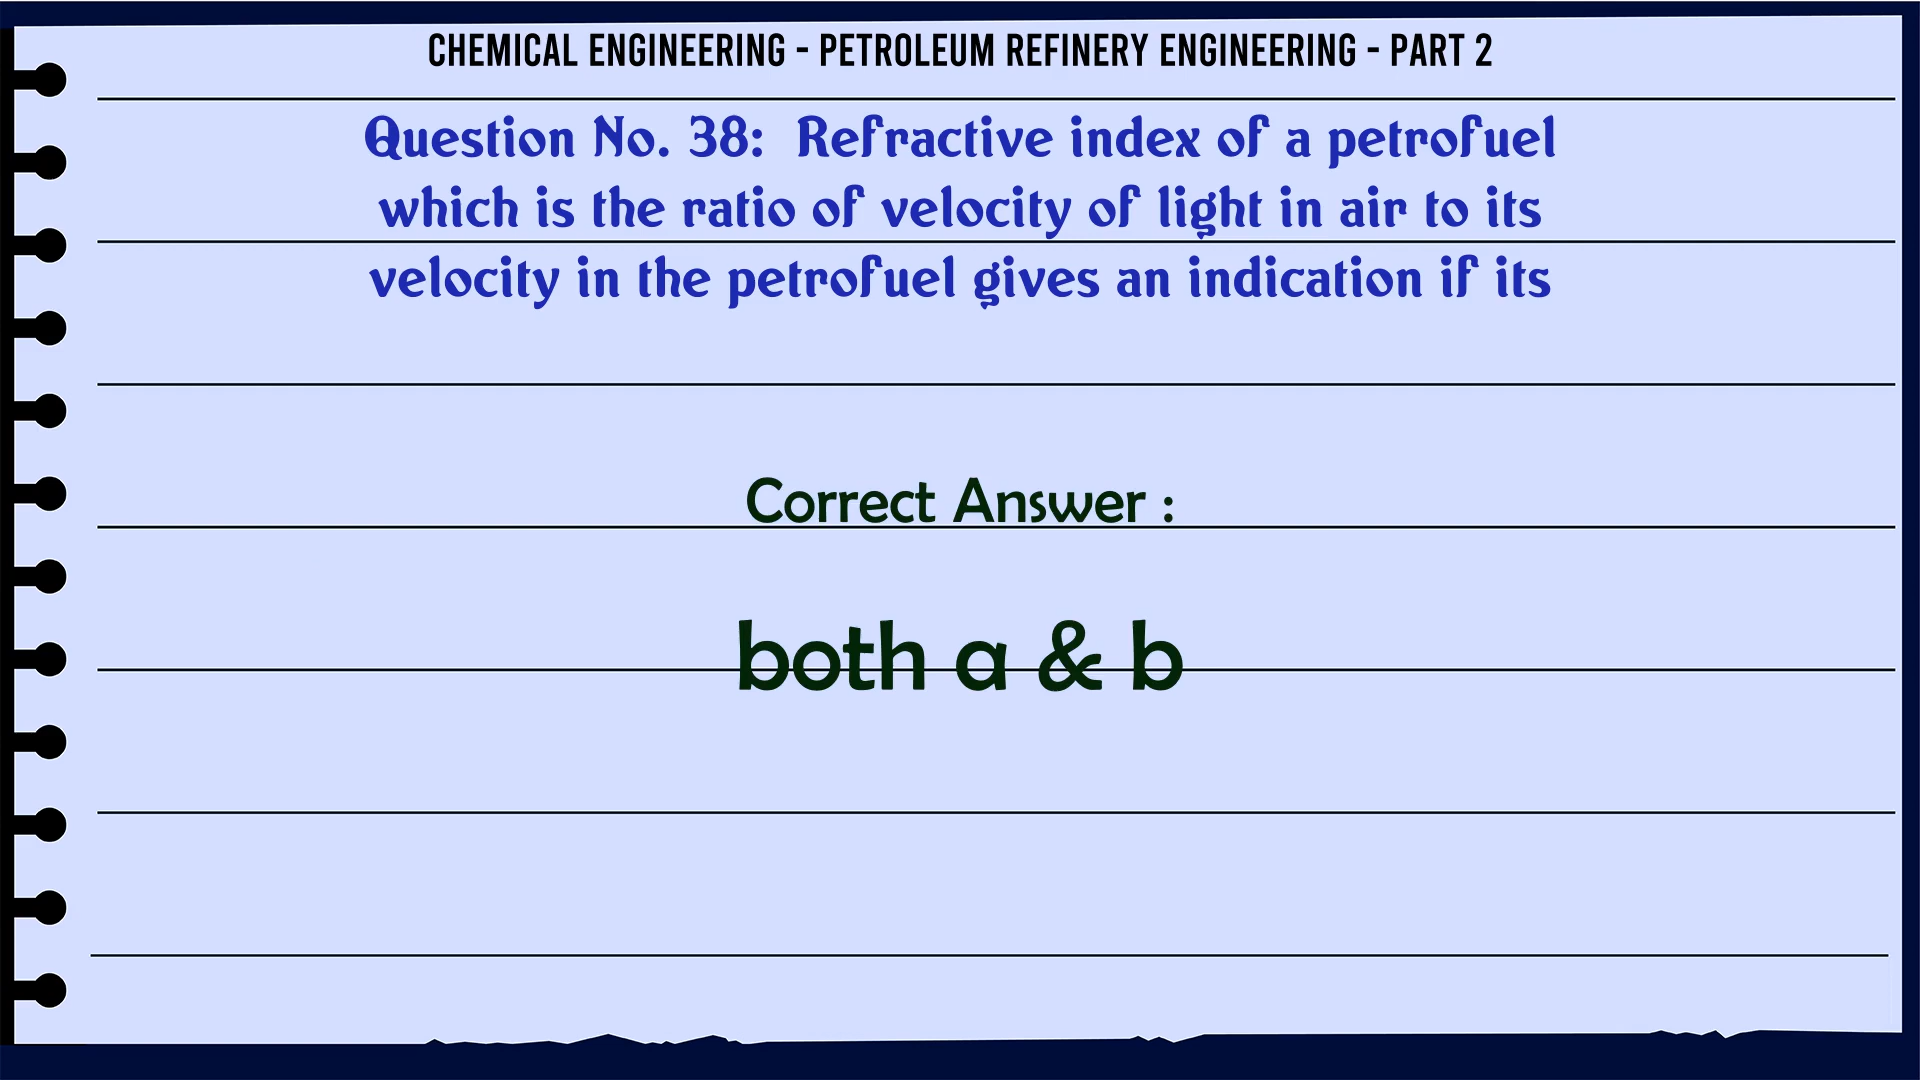 CHEMICAL ENGINEERING - PETROLEUM REFINERY ENGINEERING - PART 2
Question No. 38: Refractive index of a petrofuel
which is the ratio of velocity of light in air to its
velocity in the petrofuel gives an indication if its
Correct Answer :
both a & b